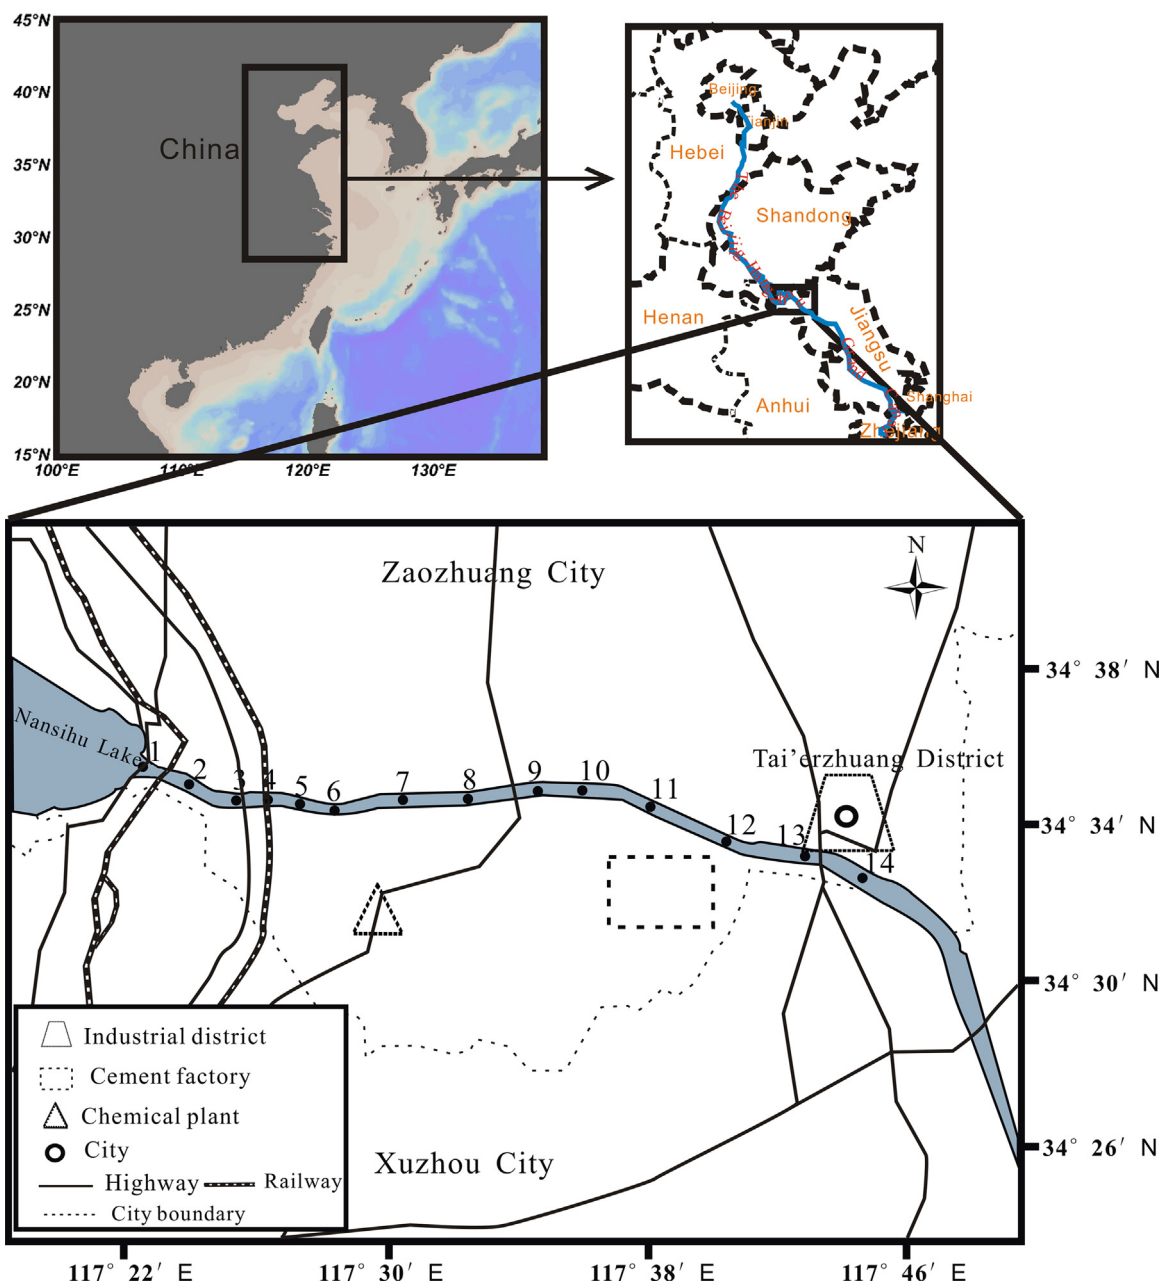 45°N
40°N
35°N
30°N
25°N
20°N
15°N
100°E
110°E
120°E
130°E
China
Beijing
Tianjin
Hebei
Shandong
Henan
Jiangsu
Anhui
Shanghai
Zhejiang
The Beijing
Grand
Zaozhuang City
N
Nansihu Lake
1
2
3
4
5
6
7
8
9
10
11
12
13
14
Tai'erzhuang District
34° 38′ N
34° 34′ N
34° 30′ N
34° 26′ N
Xuzhou City
Industrial district
Cement factory
Chemical plant
City
Highway
Railway
City boundary
117° 22′ E
117° 30′ E
117° 38′ E
117° 46′ E